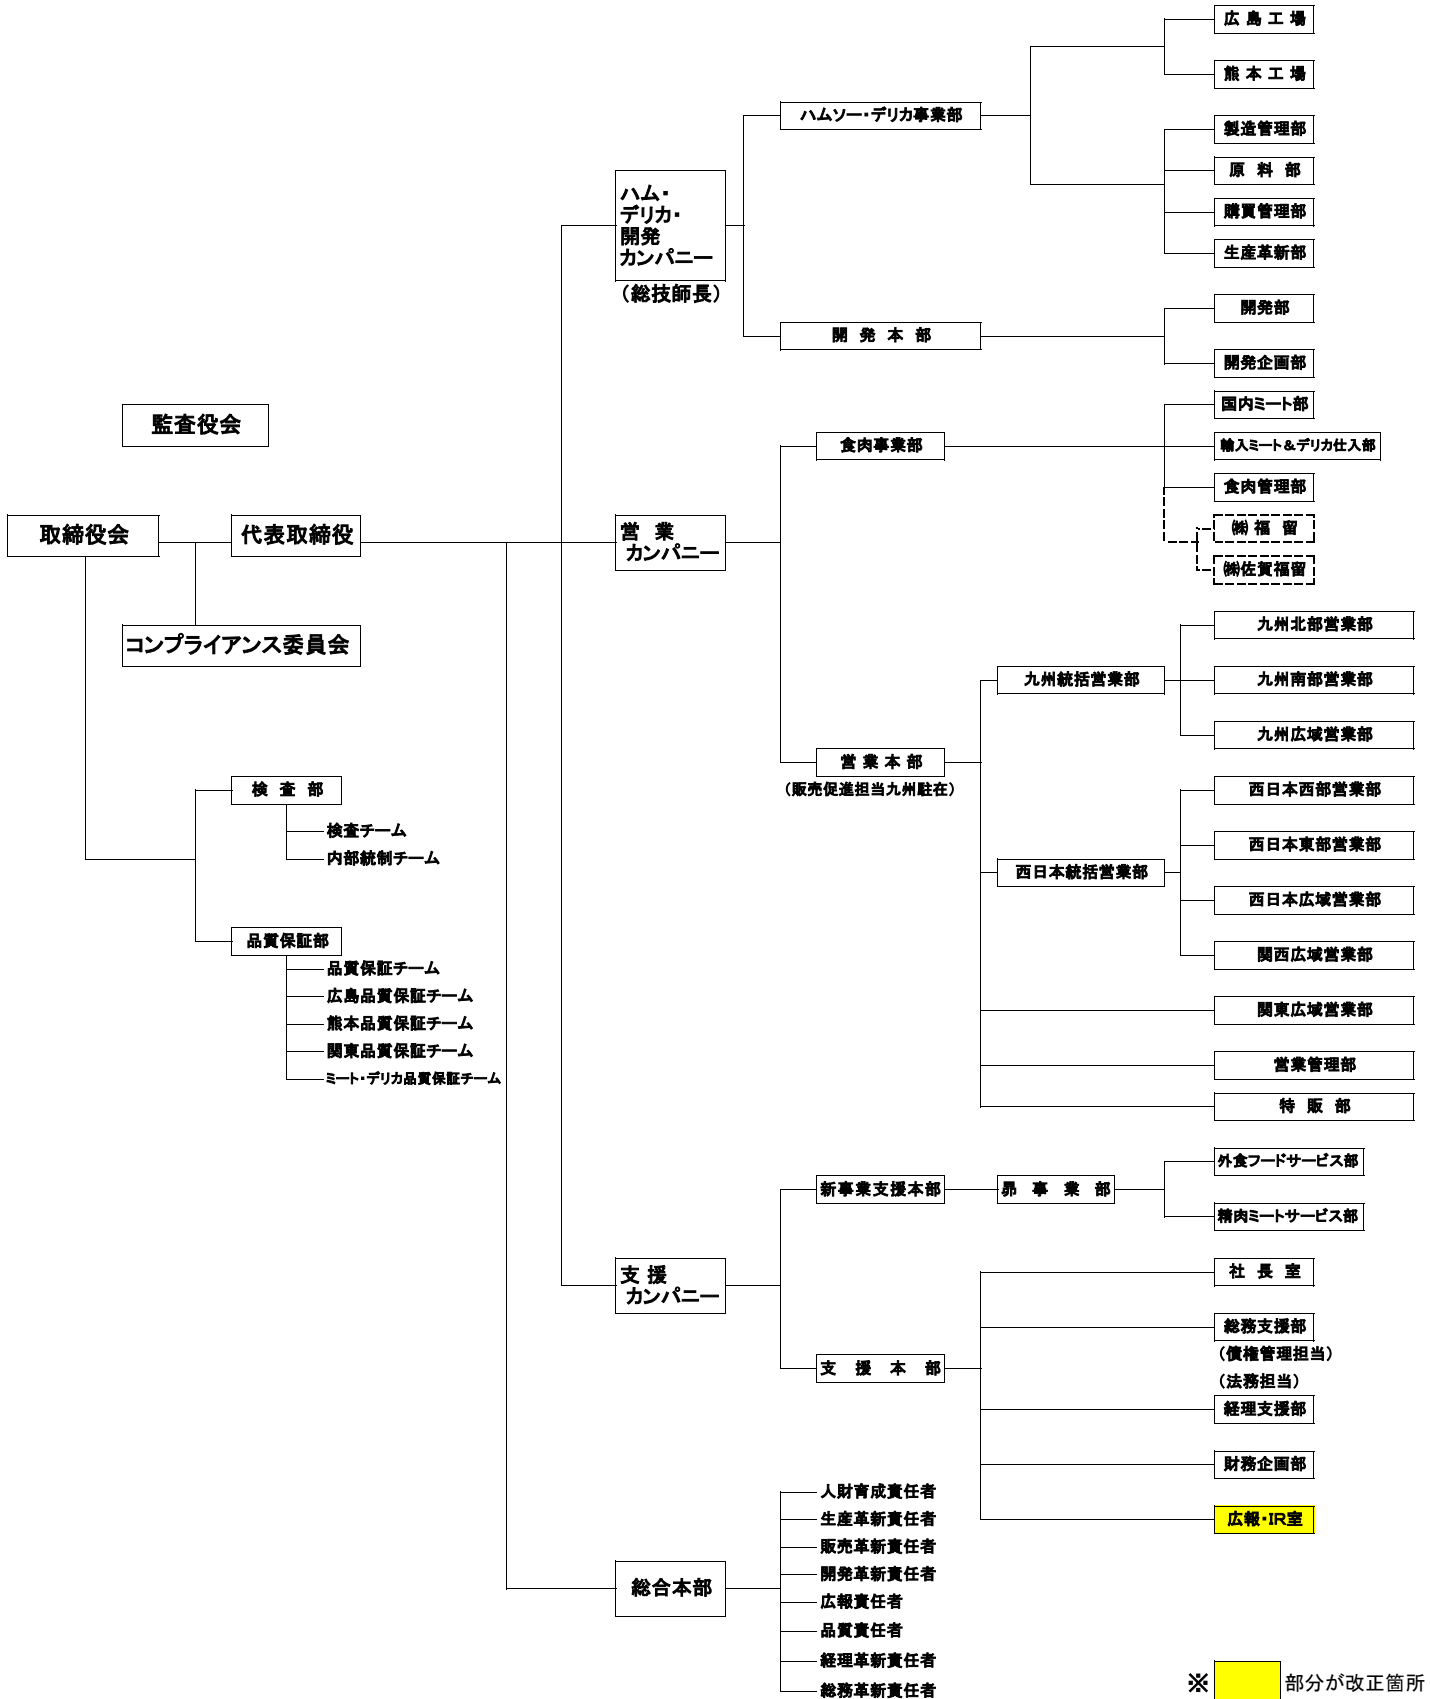 広島工場
熊本工場
ハムソー・デリカ事業部
製造管理部
原料部
購買管理部
生産革新部
ハム・
デリカ・
開発
カンパニー
（総技師長）
開発部
開発本部
開発企画部
国内ミート部
監査役会
食肉事業部
輸入ミート＆デリカ仕入部
食肉管理部
㈱福留
取締役会
代表取締役
営業
カンパニー
㈱佐賀福留
コンプライアンス委員会
九州北部営業部
九州統括営業部
九州南部営業部
九州広域営業部
営業本部
（販売促進担当九州駐在）
検査部
西日本西部営業部
検査チーム
西日本東部営業部
内部統制チーム
西日本統括営業部
西日本広域営業部
品質保証部
関西広域営業部
品質保証チーム
広島品質保証チーム
関東広域営業部
熊本品質保証チーム
関東品質保証チーム
営業管理部
ミート・デリカ品質保証チーム
特販部
外食フードサービス部
新事業支援本部
昴事業部
精肉ミートサービス部
支援
カンパニー
社長室
総務支援部
（債権管理担当）
（法務担当）
支援本部
経理支援部
財務企画部
人財育成責任者
生産革新責任者
広報・IR室
販売革新責任者
開発革新責任者
総合本部
広報責任者
品質責任者
経理革新責任者
総務革新責任者
※ 部分が改正箇所